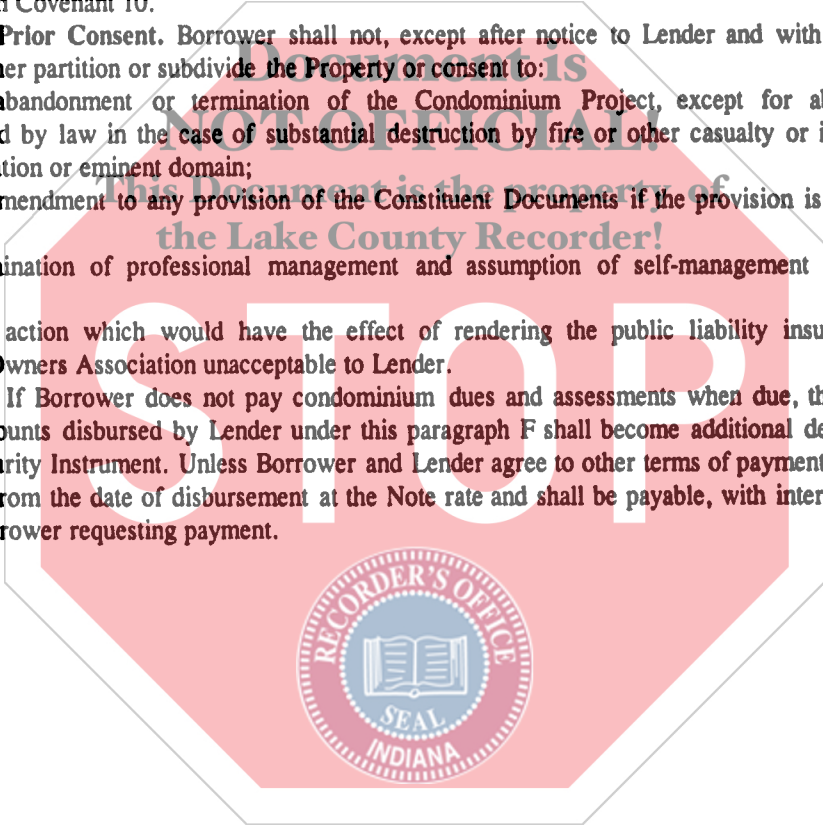 Covenant 10.
Prior Consent. Borrower shall not, except after notice to Lender and with
er partition or subdivide the Property or consent to:
Document is
abandonment or termination of the Condominium Project, except for
NOT OFFICIAL!
d by law in the case of substantial destruction by fire or other casualty or
tion or eminent domain;
This Document is the property of
mendment to any provision of the Constituent Documents if the provision is
the Lake County Recorder!
ination of professional management and assumption of self-management
action which would have the effect of rendering the public liability insu
Owners Association unacceptable to Lender.
STOP
If Borrower does not pay condominium dues and assessments when due, th
ounts disbursed by Lender under this paragraph F shall become additional de
rity Instrument. Unless Borrower and Lender agree to other terms of payment
rom the date of disbursement at the Note rate and shall be payable, with inter
rower requesting payment.
RECORDER'S OFFICE
SEAL
INDIANA